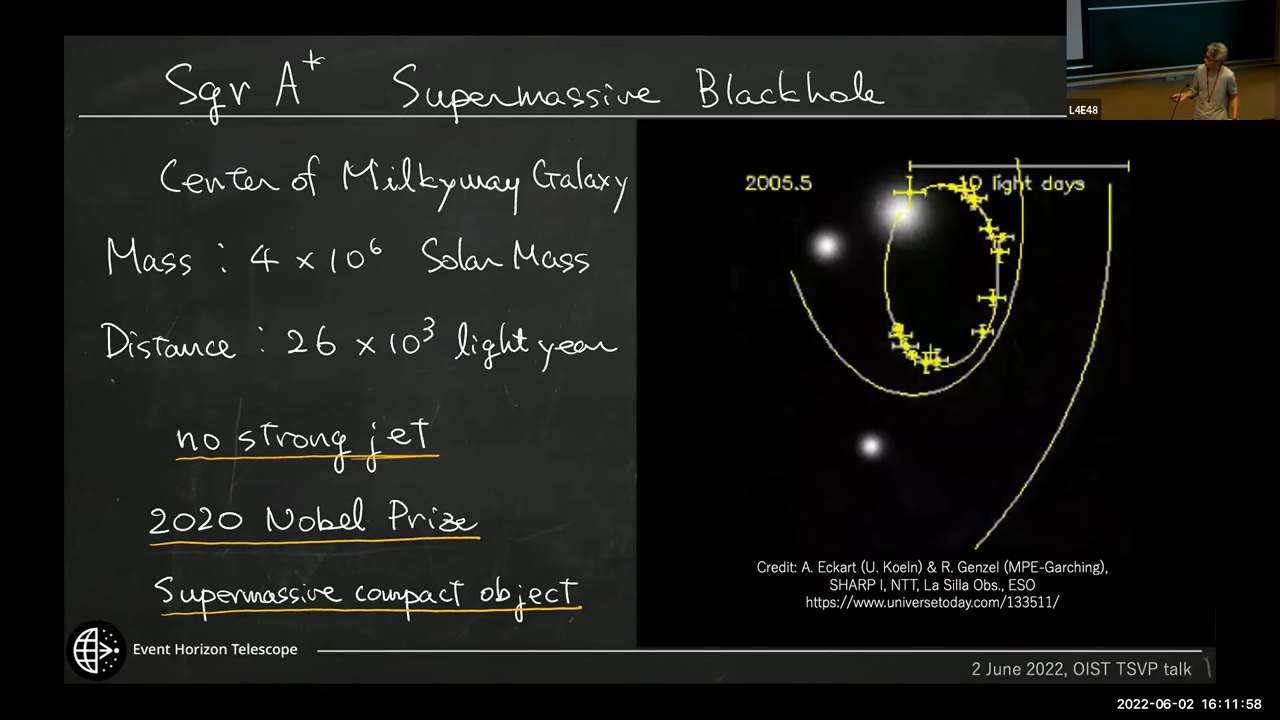 Sgr A* Supermassive Blackhole
L4E48
Center of Milkyway Galaxy
Mass : 4 × 10⁶ Solar Mass
Distance : 26 × 10³ light year
no strong jet
2020 Nobel Prize
Supermassive compact object
2005.5
10 light days
Credit: A. Eckart (U. Koeln) & R. Genzel (MPE-Garching),
SHARP I, NTT, La Silla Obs., ESO
https://www.universetoday.com/133511/
Event Horizon Telescope
2 June 2022, OIST TSVP talk
2022-06-02 16:11:58